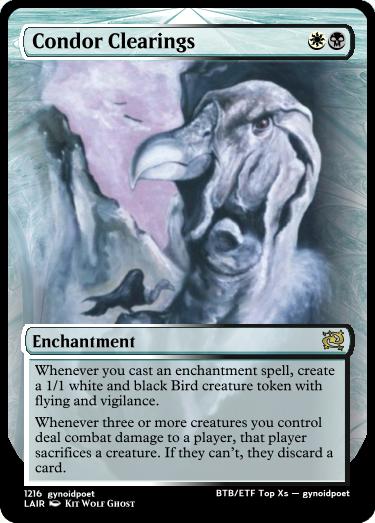 Condor Clearings
Enchantment
Whenever you cast an enchantment spell, create
a 1/1 white and black Bird creature token with
flying and vigilance.
Whenever three or more creatures you control
deal combat damage to a player, that player
sacrifices a creature. If they can't, they discard a
card.
1216 gynoidpoet
BTB/ETF Top Xs — gynoidpoet
LAIR Kit Wolf Ghost